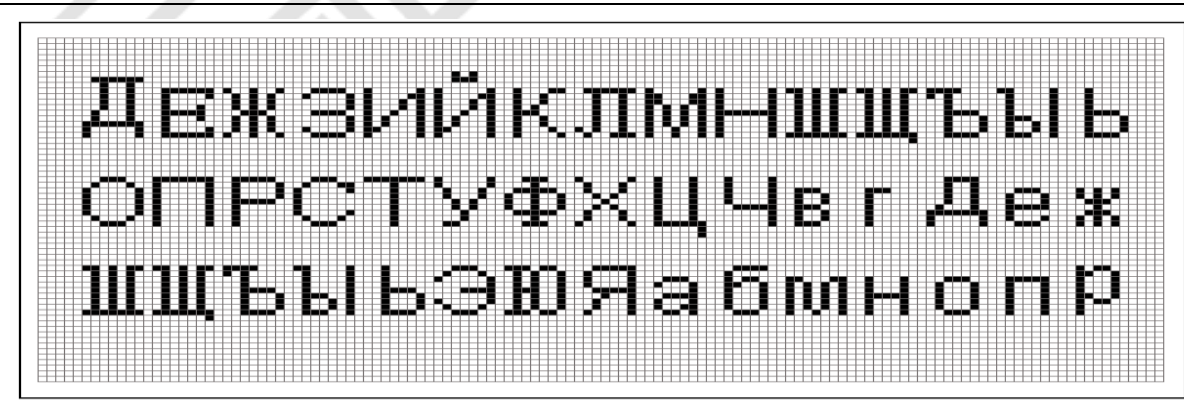 ДЕЖЗИЙКЛМНШЩЪЫЬ
ОПРСТУФХЦЧвгдеж
ШЩЪЫЬЭЮЯабмнопр